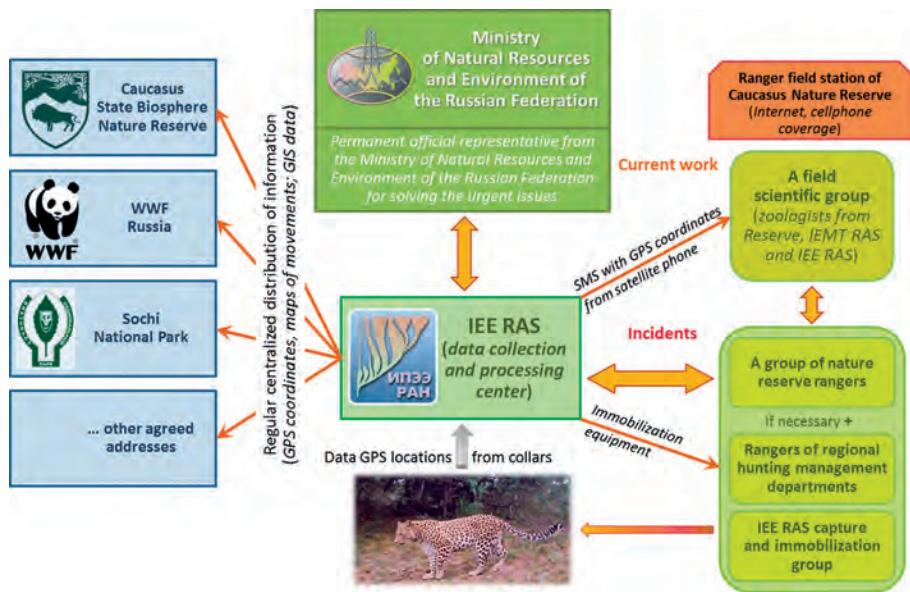 Caucasus
State Biosphere
Nature Reserve
WWF
WWF
Russia
Sochi
National Park
... other agreed
addresses
Regular centralized distribution of information
(GPS coordinates, maps of movements; GIS data)
Ministry
of Natural Resources
and Environment of
the Russian Federation
Permanent official representative from
the Ministry of Natural Resources and
Environment of the Russian Federation
for solving the urgent issues
ИПЭЭ
РАН
IEE RAS
(data collection
and processing
center)
Data GPS locations
from collars
Current work
SMS with GPS coordinates
from satellite phone
Incidents
Immobilization
equipment
Ranger field station of
Caucasus Nature Reserve
(Internet, cellphone
coverage)
A field
scientific group
(zoologists from
Reserve, IEMT RAS
and IEE RAS)
A group of nature
reserve rangers
If necessary +
Rangers of regional
hunting management
departments
IEE RAS capture
and immobilization
group